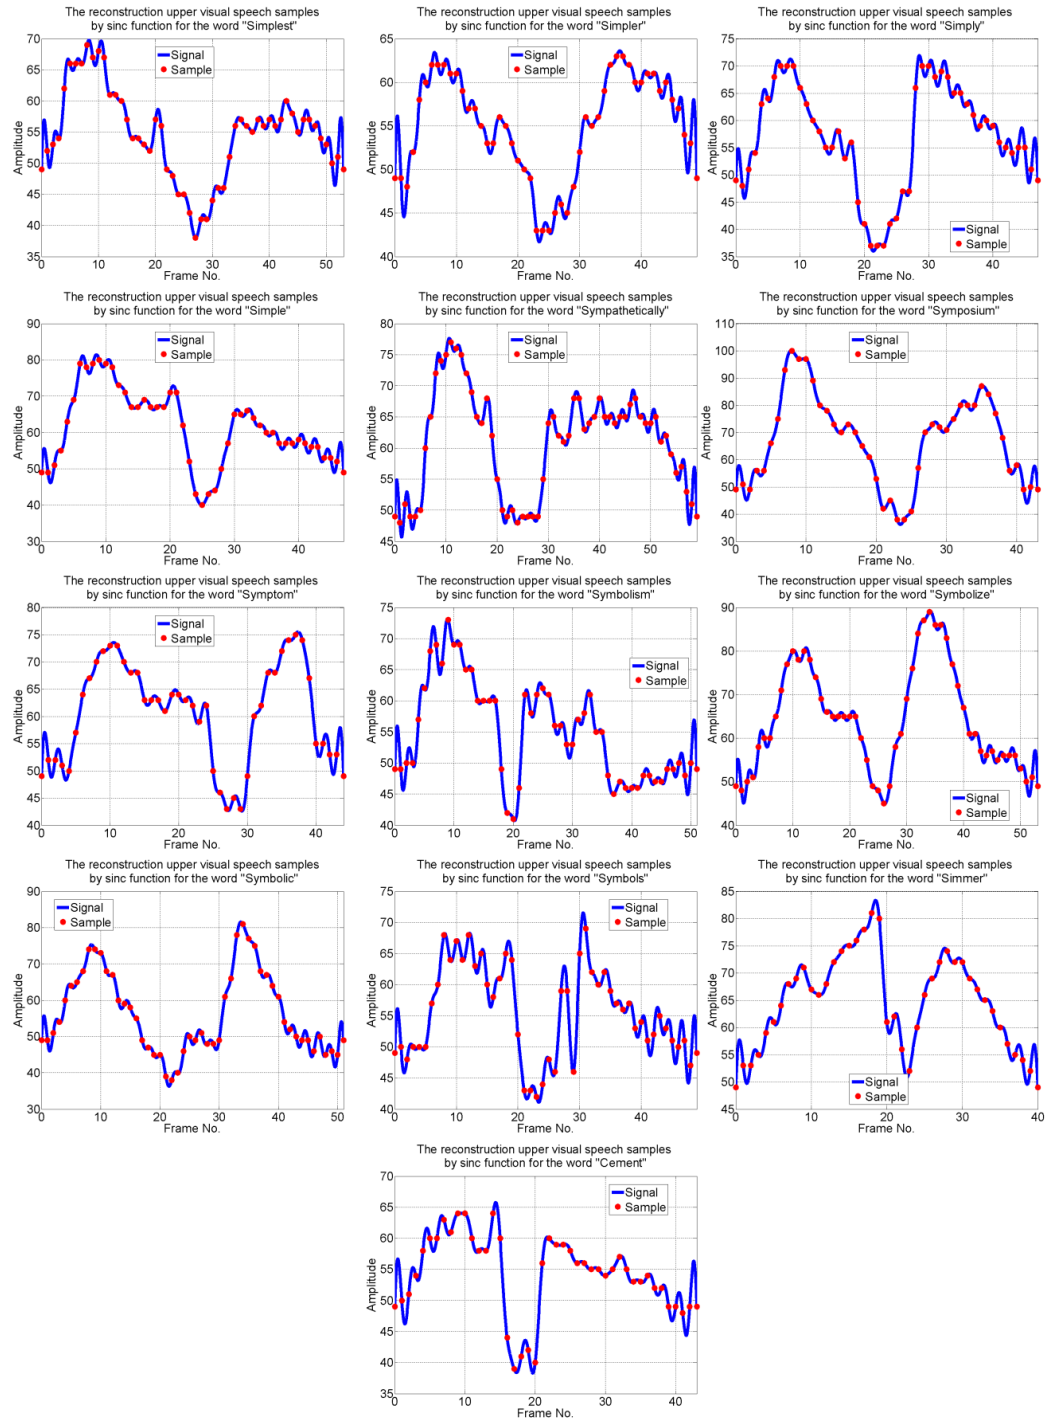 The reconstruction upper visual speech samples
by sinc function for the word "Simplest"
70
65
60
55
50
45
40
35
Amplitude
Signal
Sample
0 10 20 30 40 50
Frame No.
The reconstruction upper visual speech samples
by sinc function for the word "Simpler"
65
60
55
50
45
40
Amplitude
Signal
Sample
0 10 20 30 40
Frame No.
The reconstruction upper visual speech samples
by sinc function for the word "Simply"
75
70
65
60
55
50
45
40
35
Amplitude
Signal
Sample
0 10 20 30 40
Frame No.
The reconstruction upper visual speech samples
by sinc function for the word "Simple"
90
80
70
60
50
40
30
Amplitude
Signal
Sample
0 10 20 30 40
Frame No.
The reconstruction upper visual speech samples
by sinc function for the word "Sympathetically"
80
75
70
65
60
55
50
45
Amplitude
Signal
Sample
0 10 20 30 40 50
Frame No.
The reconstruction upper visual speech samples
by sinc function for the word "Symposium"
110
100
90
80
70
60
50
40
30
Amplitude
Signal
Sample
0 10 20 30 40
Frame No.
The reconstruction upper visual speech samples
by sinc function for the word "Symptom"
80
75
70
65
60
55
50
45
40
Amplitude
Signal
Sample
0 10 20 30 40
Frame No.
The reconstruction upper visual speech samples
by sinc function for the word "Symbolism"
75
70
65
60
55
50
45
40
Amplitude
Signal
Sample
0 10 20 30 40 50
Frame No.
The reconstruction upper visual speech samples
by sinc function for the word "Symbolize"
90
80
70
60
50
40
Amplitude
Signal
Sample
0 10 20 30 40 50
Frame No.
The reconstruction upper visual speech samples
by sinc function for the word "Symbolic"
90
80
70
60
50
40
30
Amplitude
Signal
Sample
0 10 20 30 40 50
Frame No.
The reconstruction upper visual speech samples
by sinc function for the word "Symbols"
75
70
65
60
55
50
45
40
Amplitude
Signal
Sample
0 10 20 30 40
Frame No.
The reconstruction upper visual speech samples
by sinc function for the word "Simmer"
85
80
75
70
65
60
55
50
45
Amplitude
Signal
Sample
0 10 20 30 40
Frame No.
The reconstruction upper visual speech samples
by sinc function for the word "Cement"
70
65
60
55
50
45
40
35
Amplitude
Signal
Sample
0 10 20 30 40
Frame No.